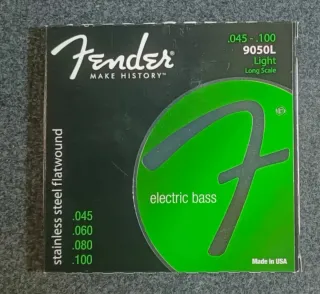 Fender
MAKE HISTORY™
.045 - .100
9050L
Light
Long Scale
stainless steel flatwound
electric bass
.045
.060
.080
.100
F
Made in USA